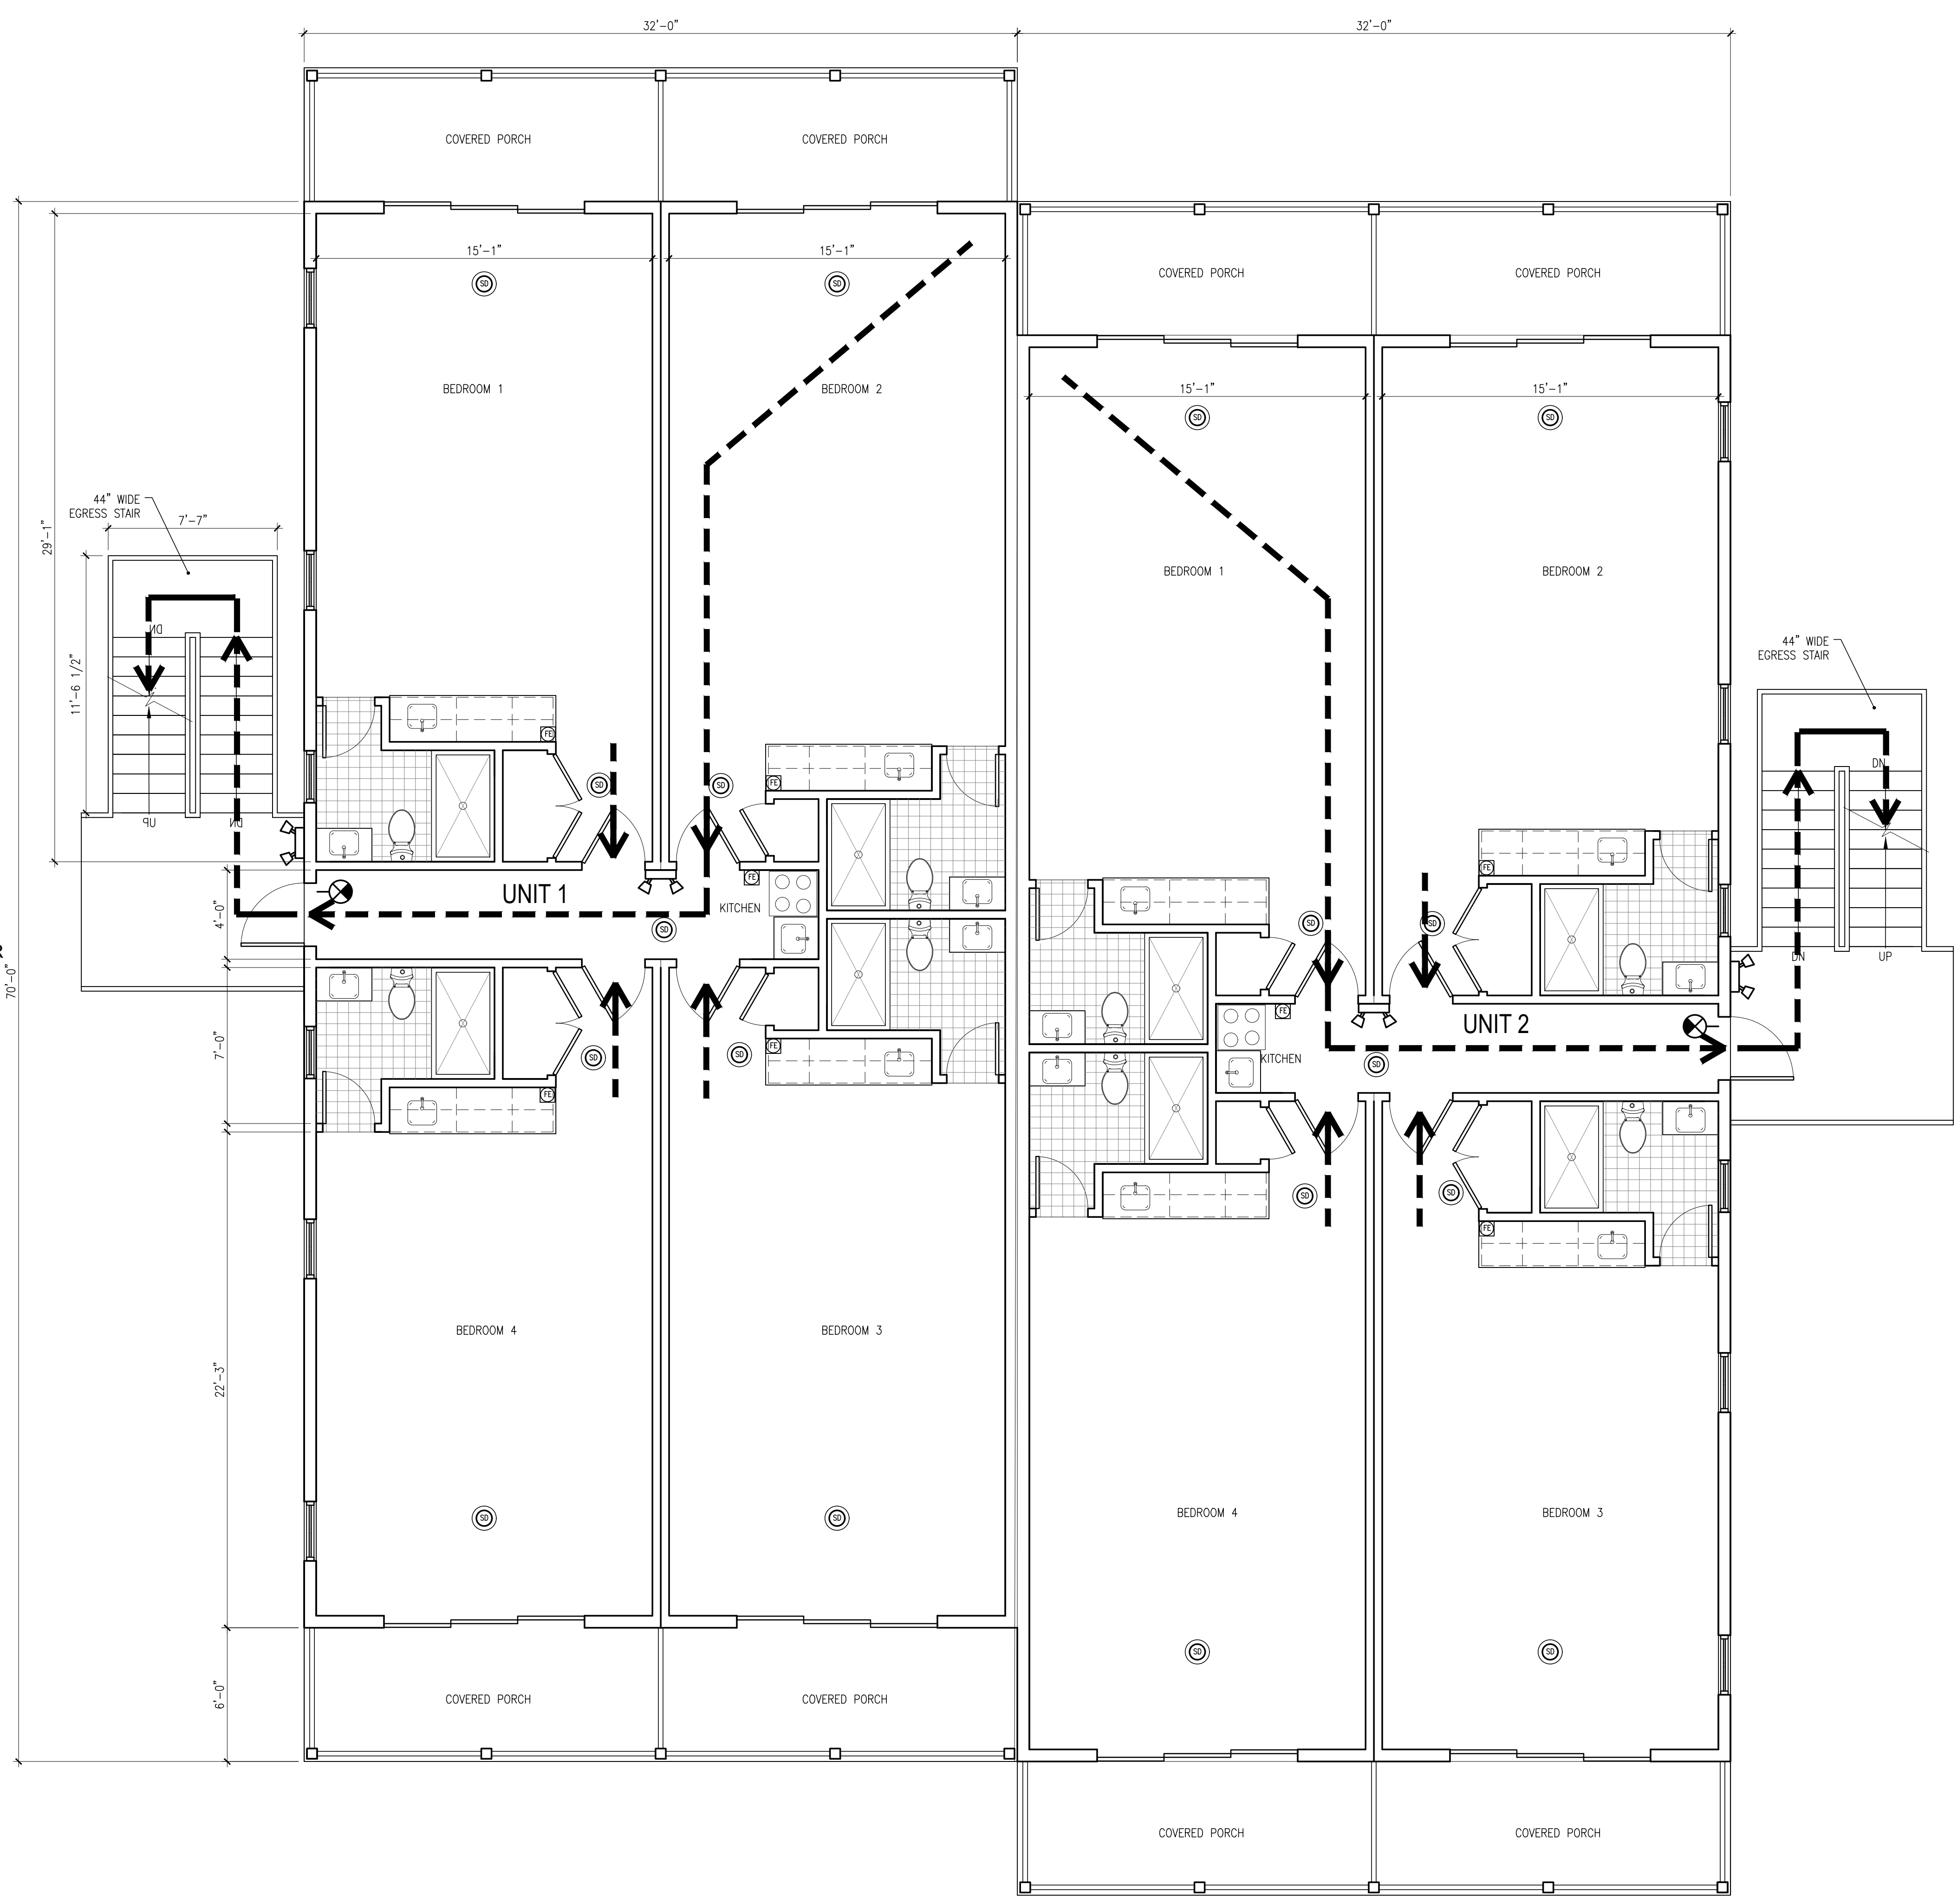 32'-0" 32'-0"
COVERED PORCH COVERED PORCH
15'-1" 15'-1"
SD SD
COVERED PORCH COVERED PORCH
BEDROOM 1 BEDROOM 2
15'-1" 15'-1"
SD SD
44" WIDE
EGRESS STAIR
7'-7"
29'-1"
BEDROOM 1 BEDROOM 2
DN
11'-6 1/2"
44" WIDE
EGRESS STAIR
FE
DN
SD SD FE
UP DN
FE
FE UNIT 1
KITCHEN
4'-0"
SD
SD SD
DN UP
70'-0"
FE UNIT 2
7'-0"
SD SD FE
KITCHEN
SD
FE
SD SD
FE
BEDROOM 4 BEDROOM 3
22'-3"
SD SD
BEDROOM 4 BEDROOM 3
SD SD
6'-0"
COVERED PORCH COVERED PORCH
COVERED PORCH COVERED PORCH